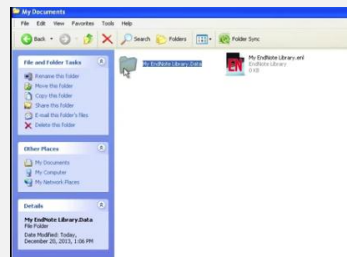 My Documents
File Edit View Favorites Tools Help
Back Search Folders Folder Sync
File and Folder Tasks
Rename this folder
Move this folder
Copy this folder
Share this folder
E-mail this folder's files
Delete this folder
Other Places
My Documents
My Computer
My Network Places
Details
My EndNote Library.Data
File Folder
Date Modified: Today,
December 20, 2013, 1:06 PM
My EndNote Library.Data
EN
My EndNote Library.enl
EndNote Library
0 KB